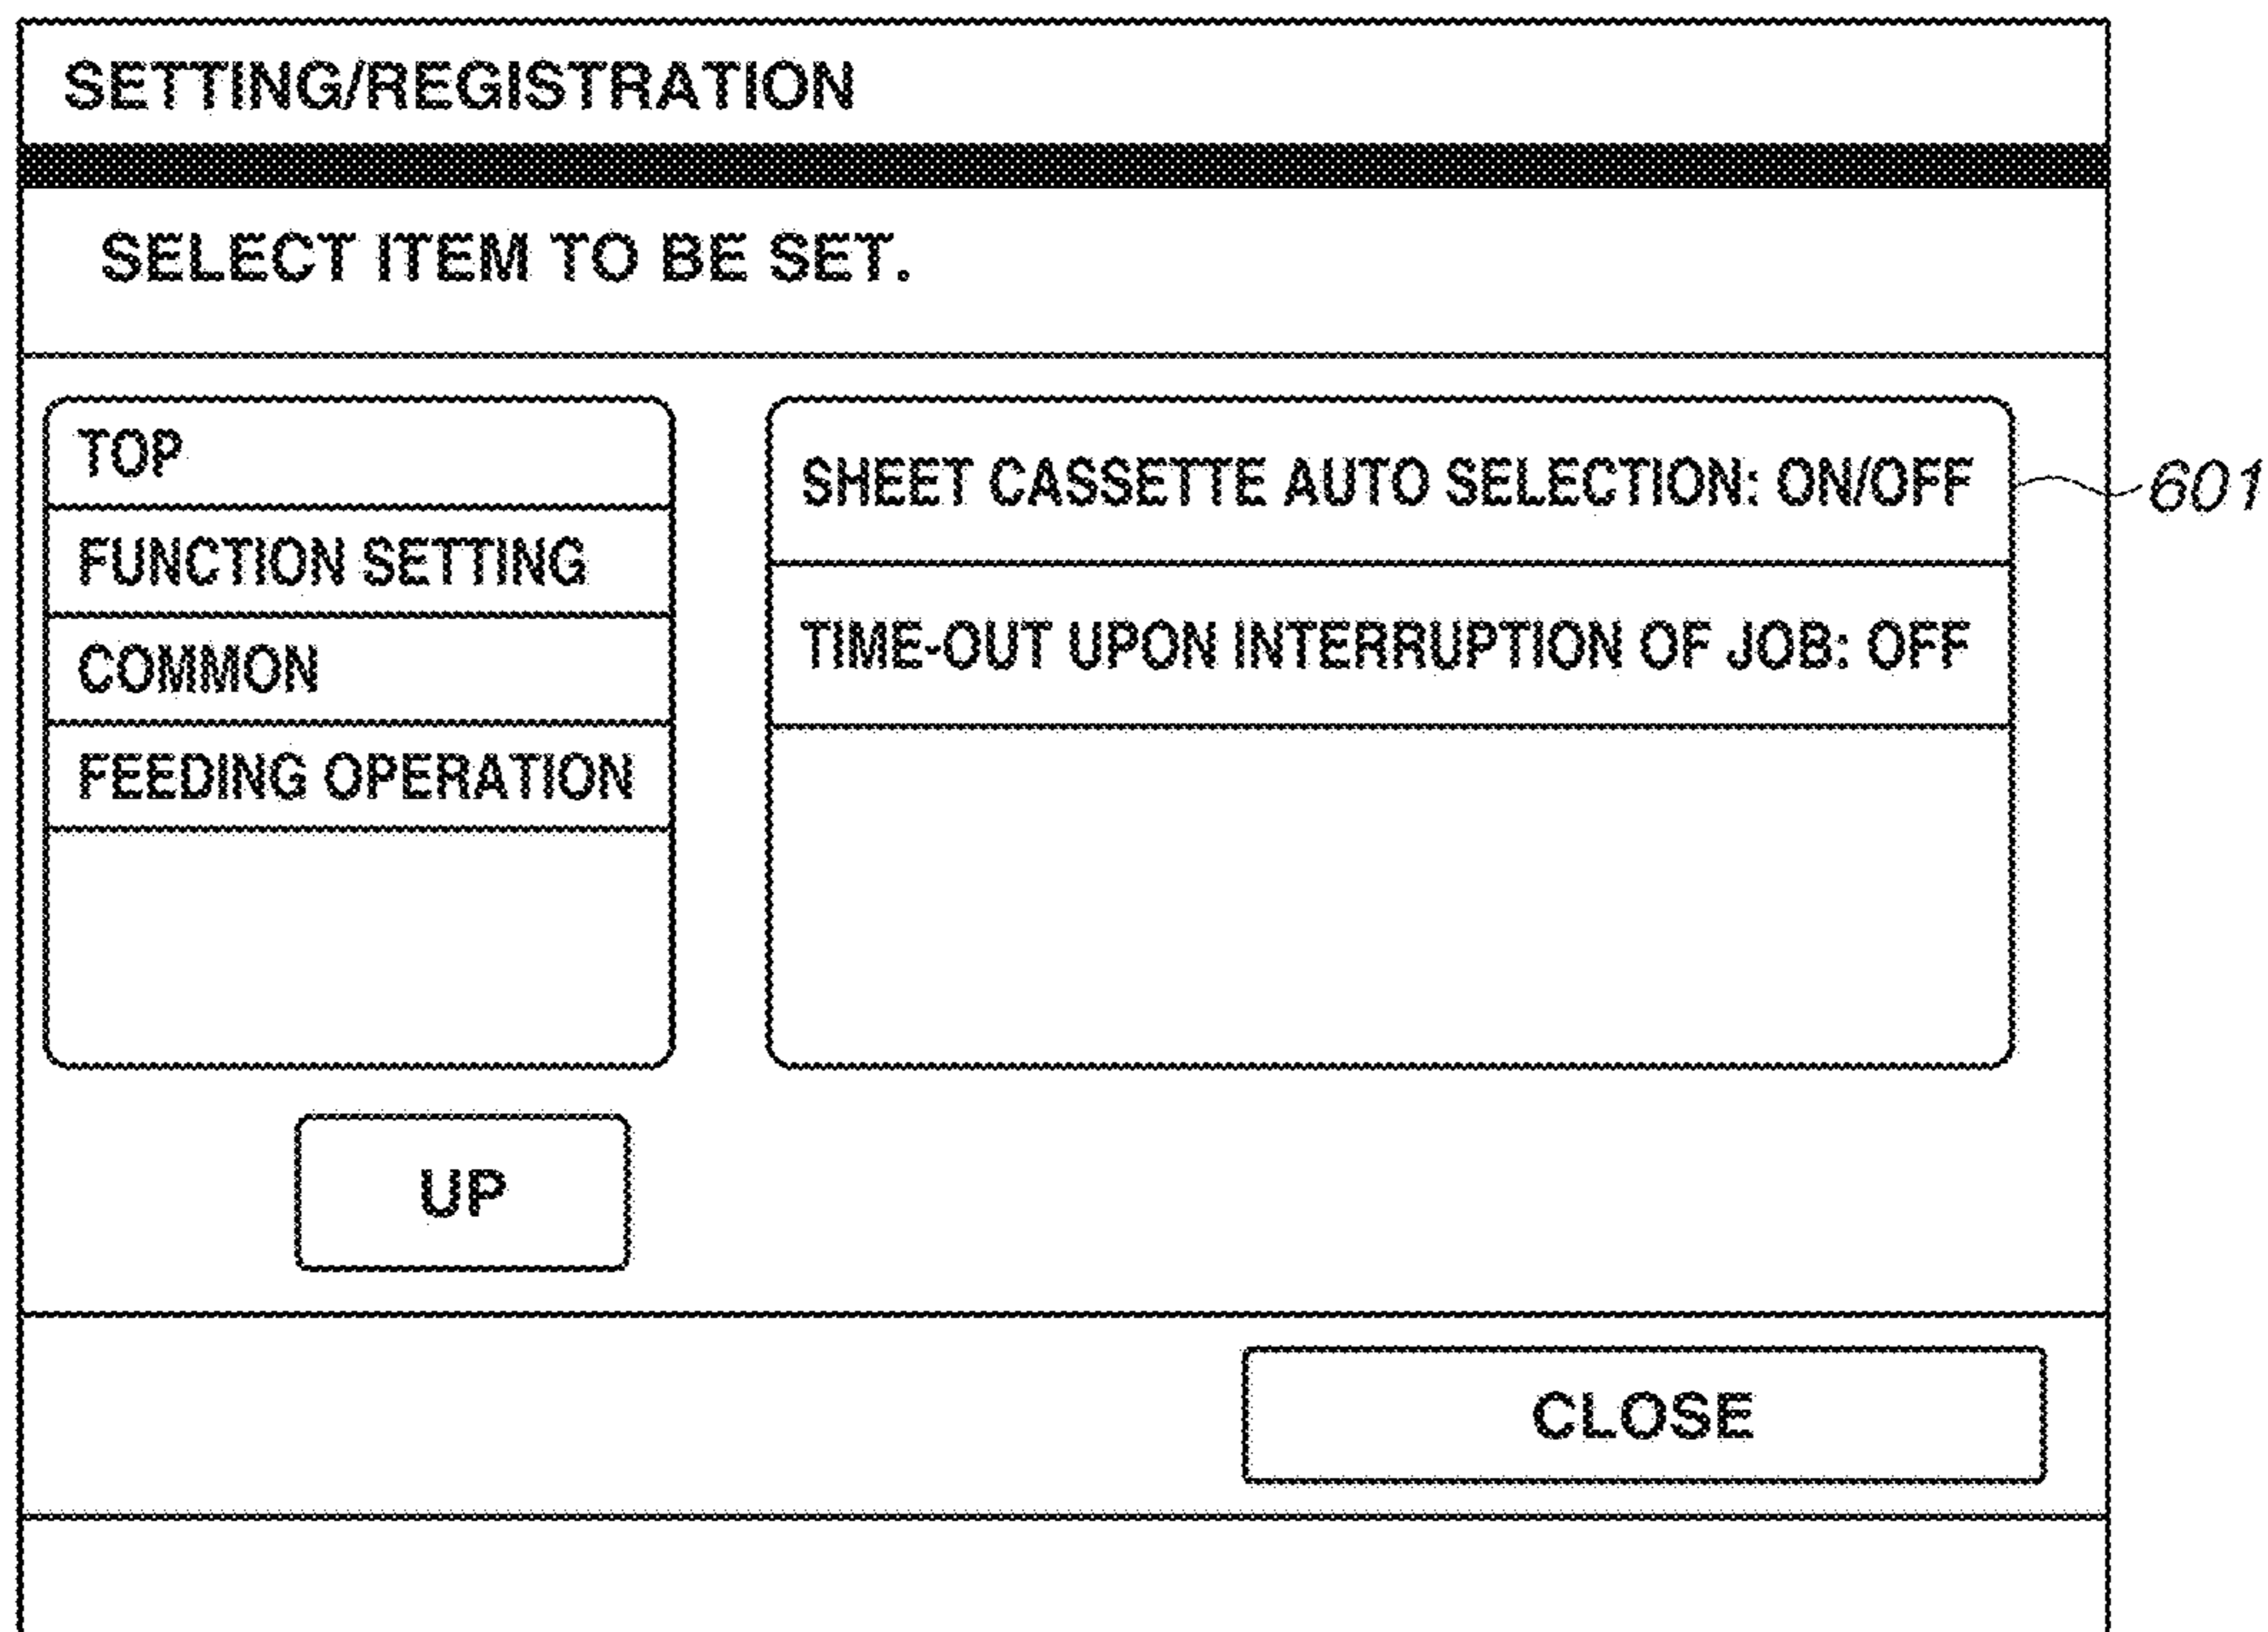 SETTING/REGISTRATION
SELECT ITEM TO BE SET.
TOP
FUNCTION SETTING
COMMON
FEEDING OPERATION
SHEET CASSETTE AUTO SELECTION: ON/OFF
601
TIME-OUT UPON INTERRUPTION OF JOB: OFF
UP
CLOSE